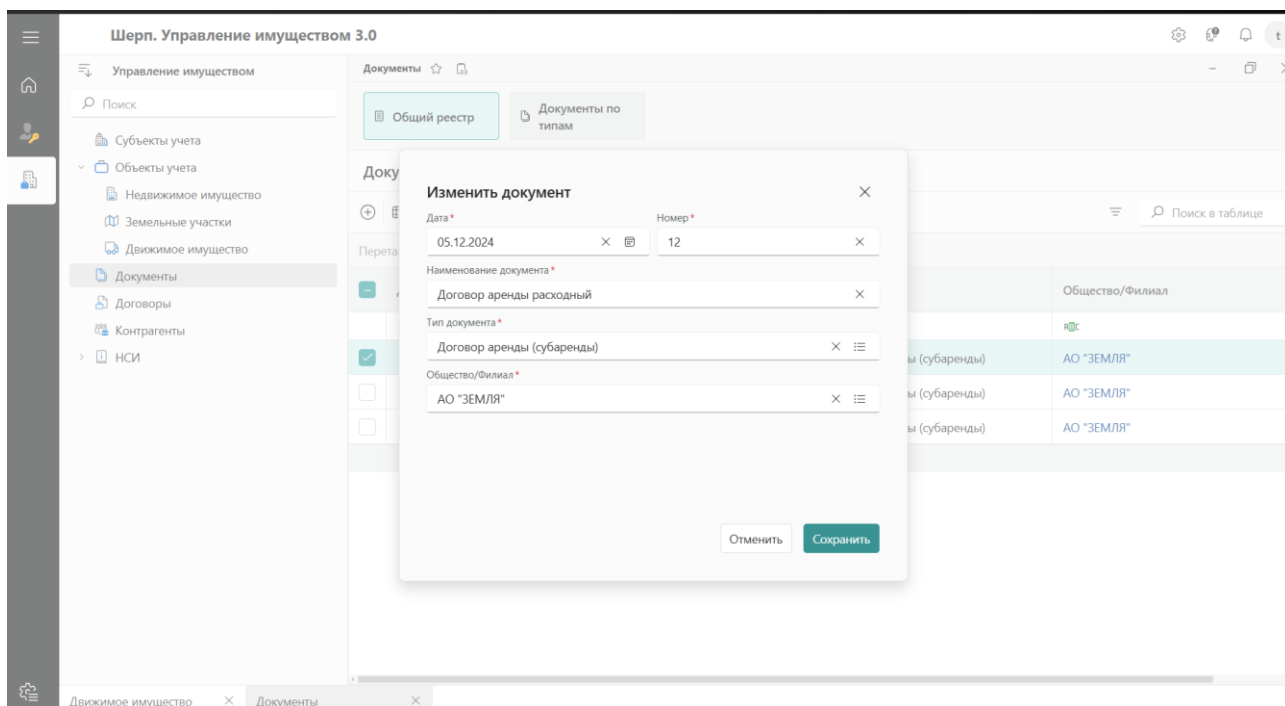 Шерп. Управление имуществом 3.0
t
Управление имуществом
Поиск
Субъекты учета
Объекты учета
Недвижимое имущество
Земельные участки
Движимое имущество
Документы
Договоры
Контрагенты
НСИ
Документы
Общий реестр
Документы по
типам
Доку
Поиск в таблице
Перета
Общество/Филиал
ы (субаренды)
АО "ЗЕМЛЯ"
ы (субаренды)
АО "ЗЕМЛЯ"
ы (субаренды)
АО "ЗЕМЛЯ"
Изменить документ
Дата*
Номер*
05.12.2024
12
Наименование документа*
Договор аренды расходный
Тип документа*
Договор аренды (субаренды)
Общество/Филиал*
АО "ЗЕМЛЯ"
Отменить
Сохранить
Движимое имущество
Документы